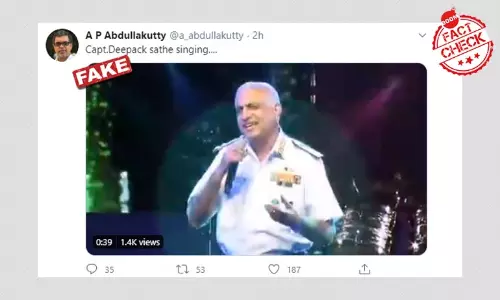 A P Abdullakutty @a_abdullakutty · 2h
Capt.Deepack sathe singing....
FAKE
BOOM
FACT
CHECK
0:39 1.4K views
35 53 187